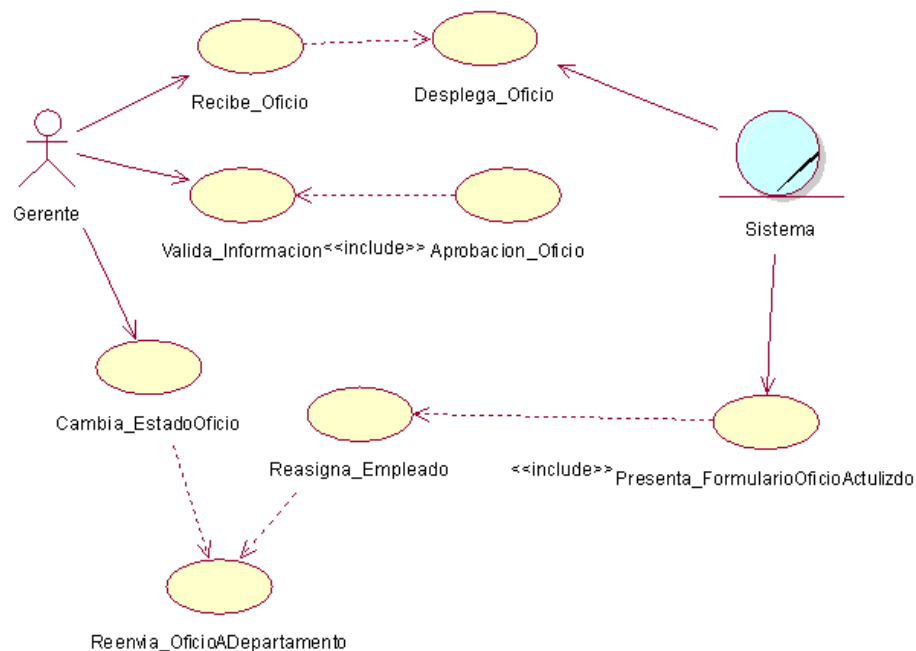 Recibe_Oficio
Desplega_Oficio
Gerente
Sistema
Valida_Informacion <<include>> Aprobacion_Oficio
Cambia_EstadoOficio
Reasigna_Empleado
<<include>> Presenta_FormularioOficioActulizdo
Reenvia_OficioADepartamento